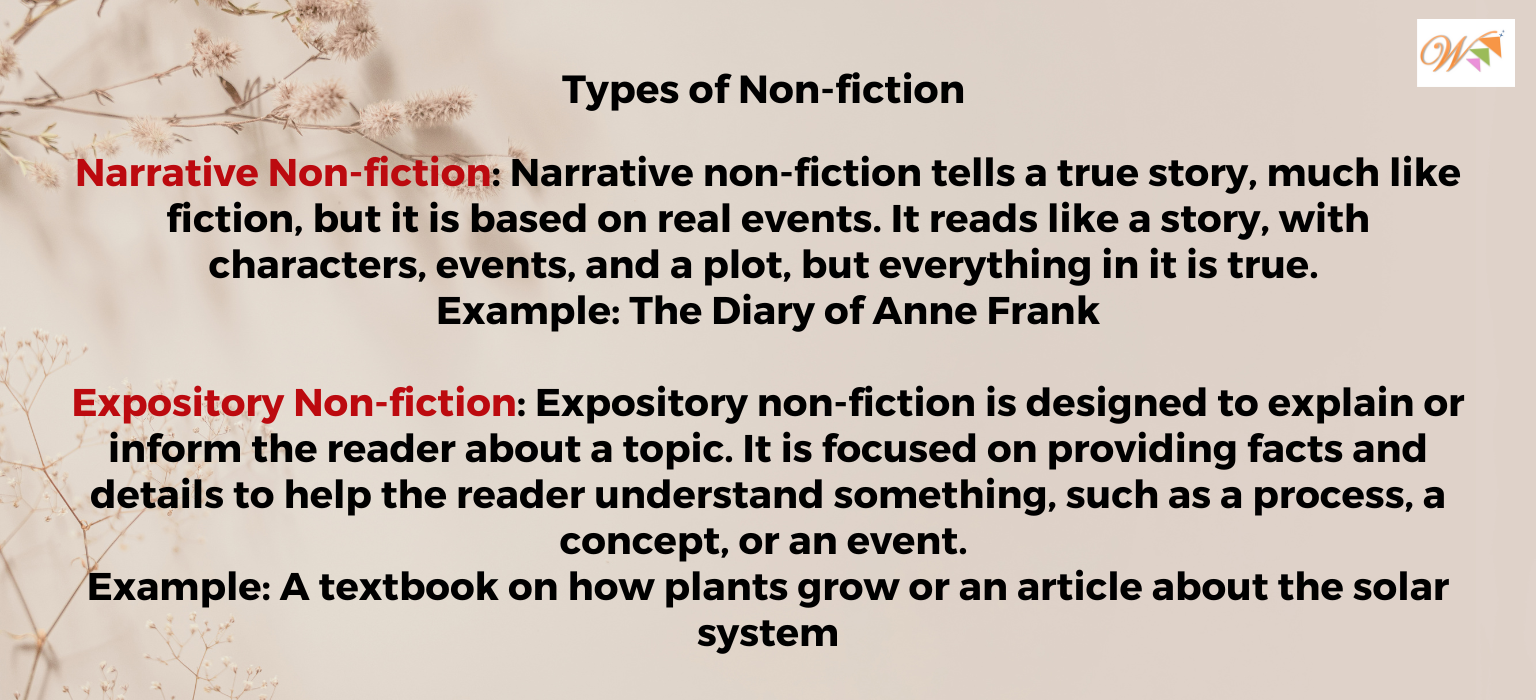 W
Types of Non-fiction
Narrative Non-fiction: Narrative non-fiction tells a true story, much like
fiction, but it is based on real events. It reads like a story, with
characters, events, and a plot, but everything in it is true.
Example: The Diary of Anne Frank
Expository Non-fiction: Expository non-fiction is designed to explain or
inform the reader about a topic. It is focused on providing facts and
details to help the reader understand something, such as a process, a
concept, or an event.
Example: A textbook on how plants grow or an article about the solar
system